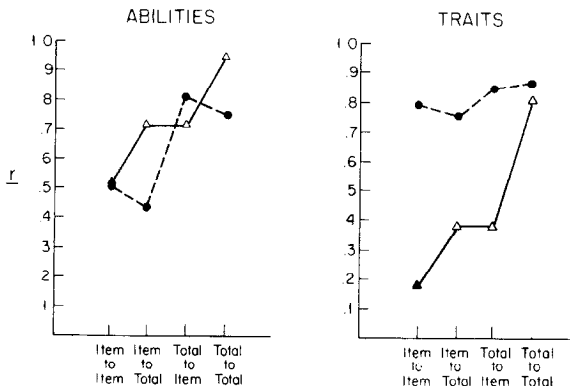 ABILITIES
TRAITS
1.0
.9
.8
.7
.6
.5
.4
.3
.2
.1
r
Item to Item
Item to Total
Total to Item
Total to Total
1.0
.9
.8
.7
.6
.5
.4
.3
.2
.1
Item to Item
Item to Total
Total to Item
Total to Total